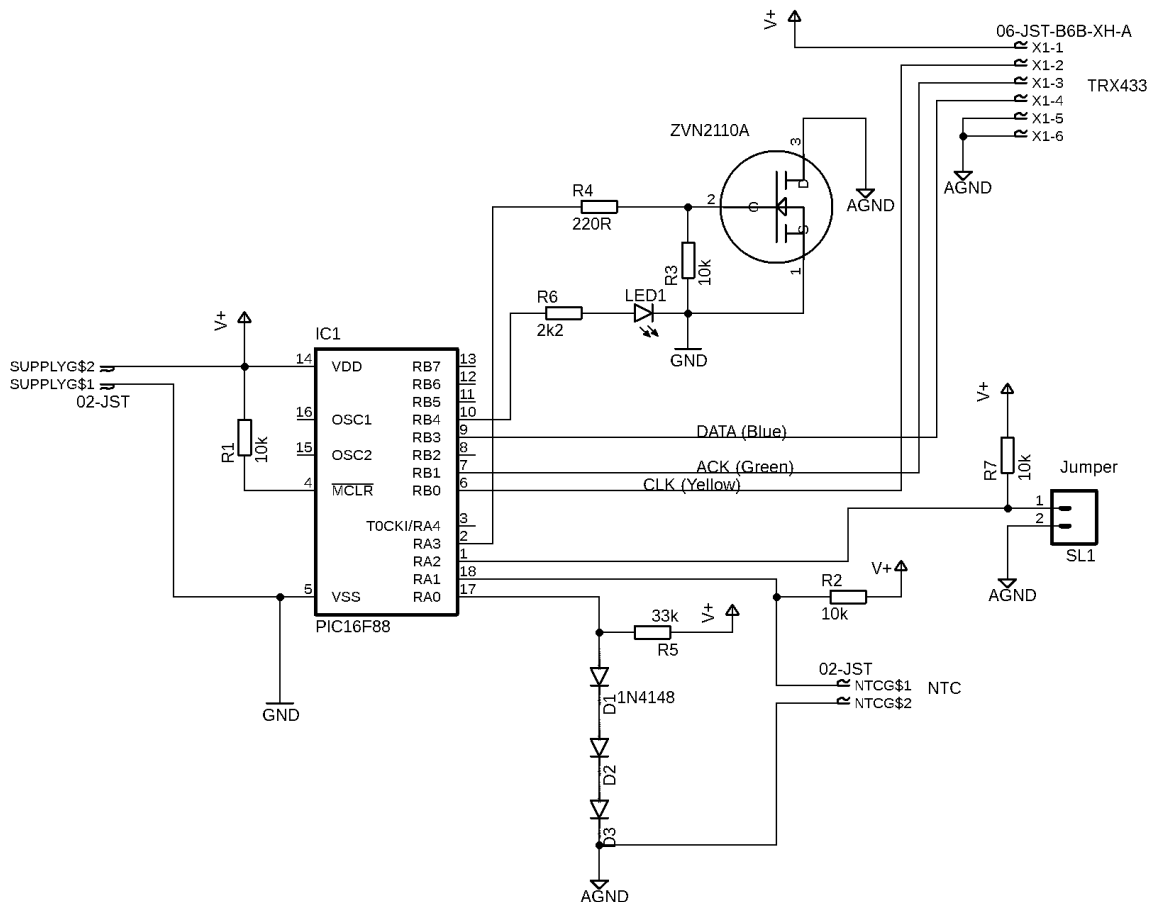 V+
06-JST-B6B-XH-A
X1-1
X1-2
X1-3
TRX433
X1-4
X1-5
X1-6
AGND
ZVN2110A
3
D
2
G
S
1
AGND
R4
220R
R3
10k
R6
2k2
LED1
GND
V+
IC1
SUPPLYG$2
SUPPLYG$1
02-JST
R1
10k
14
VDD
16
OSC1
15
OSC2
4
MCLR
5
VSS
RB7
13
RB6
12
RB5
11
RB4
10
RB3
9
RB2
8
RB1
7
RB0
6
T0CKI/RA4
3
RA3
2
RA2
1
RA1
18
RA0
17
PIC16F88
GND
DATA (Blue)
ACK (Green)
CLK (Yellow)
V+
R7
10k
Jumper
1
2
SL1
AGND
R2
10k
V+
33k
R5
V+
02-JST
NTCG$1
NTC
NTCG$2
D1
1N4148
D2
D3
AGND